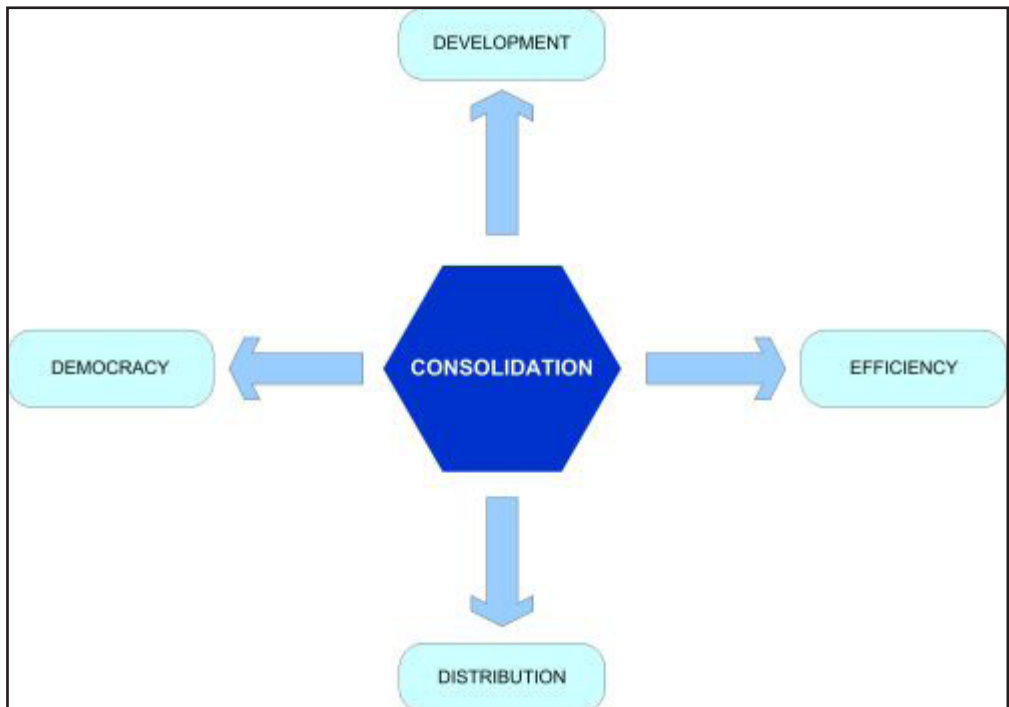 DEVELOPMENT
DEMOCRACY
CONSOLIDATION
EFFICIENCY
DISTRIBUTION